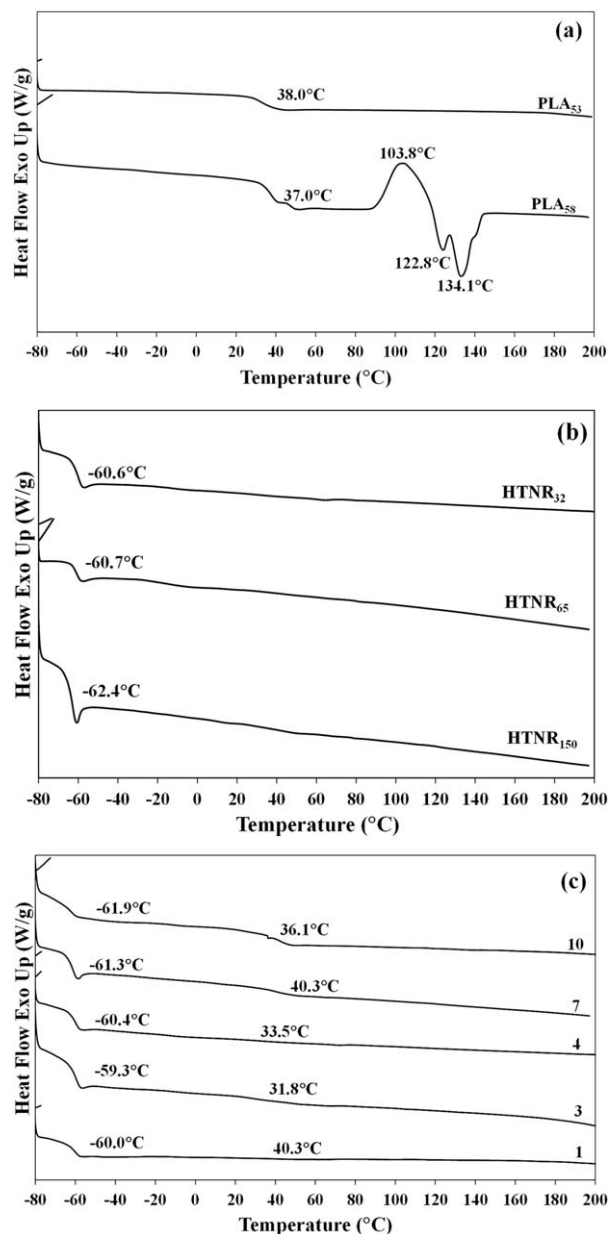 (a)
Heat Flow Exo Up (W/g)
38.0°C
PLA53
103.8°C
37.0°C
PLA58
122.8°C
134.1°C
-80 -60 -40 -20 0 20 40 60 80 100 120 140 160 180 200
Temperature (°C)
(b)
Heat Flow Exo Up (W/g)
-60.6°C
HTNR32
-60.7°C
HTNR65
-62.4°C
HTNR150
-80 -60 -40 -20 0 20 40 60 80 100 120 140 160 180 200
Temperature (°C)
(c)
Heat Flow Exo Up (W/g)
-61.9°C 36.1°C 10
-61.3°C 40.3°C 7
-60.4°C 33.5°C 4
-59.3°C 31.8°C 3
-60.0°C 40.3°C 1
-80 -60 -40 -20 0 20 40 60 80 100 120 140 160 180 200
Temperature (°C)